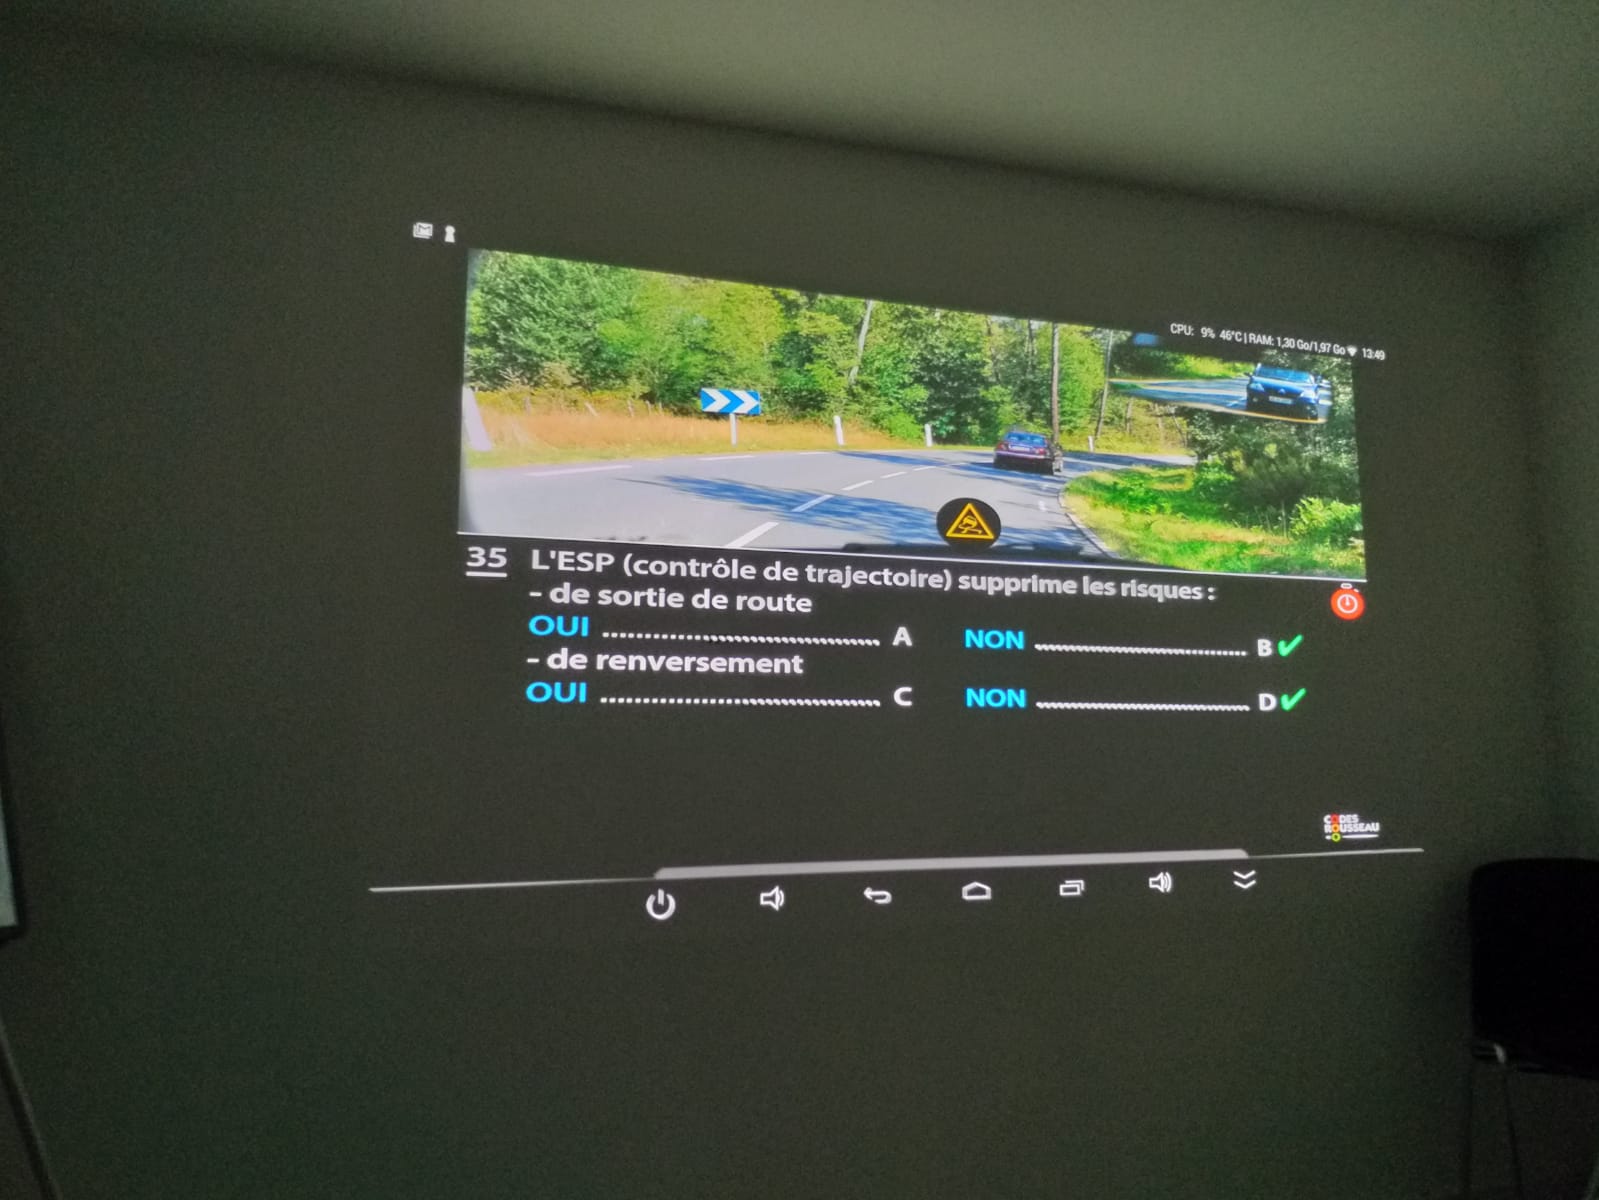 CPU: 9% 46°C | RAM: 1,30 Go/1,97 Go 13:49
35 L'ESP (contrôle de trajectoire) supprime les risques :
- de sortie de route
OUI ........................................ A NON ........................................ B
- de renversement
OUI ........................................ C NON ........................................ D
CODES
ROUSSEAU